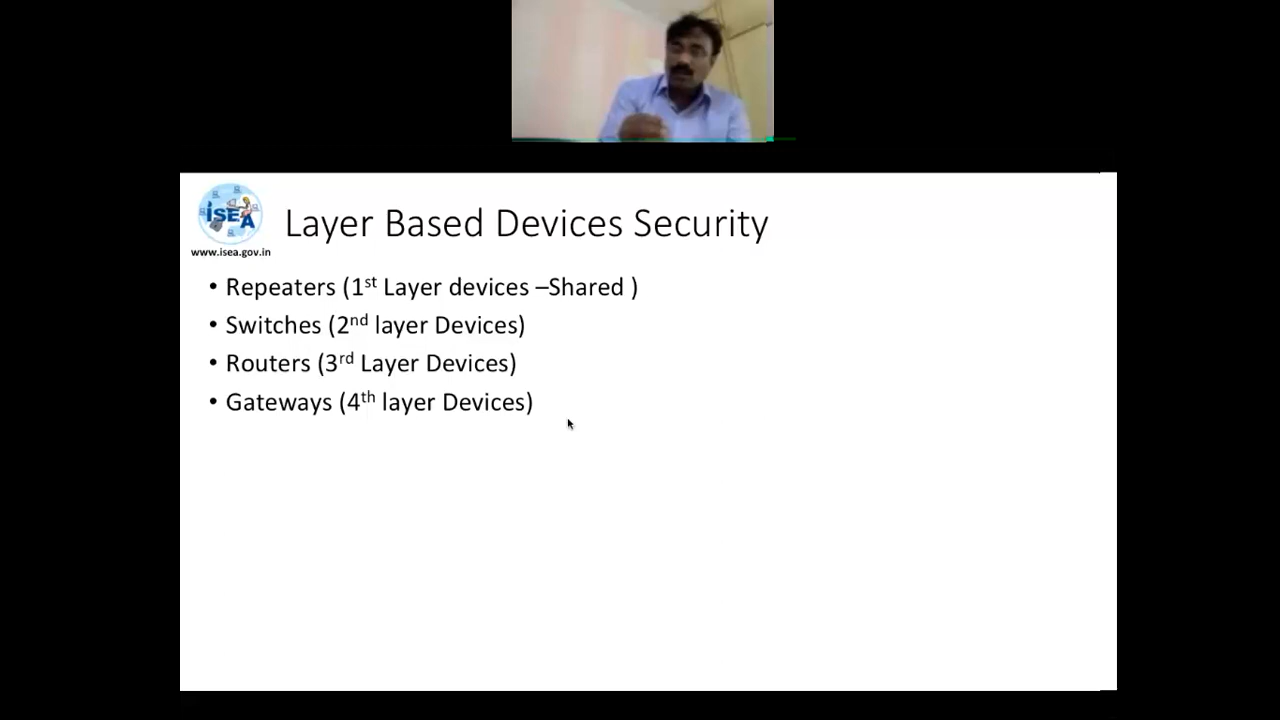 ISEA
www.isea.gov.in
Layer Based Devices Security
• Repeaters (1st Layer devices –Shared )
• Switches (2nd layer Devices)
• Routers (3rd Layer Devices)
• Gateways (4th layer Devices)